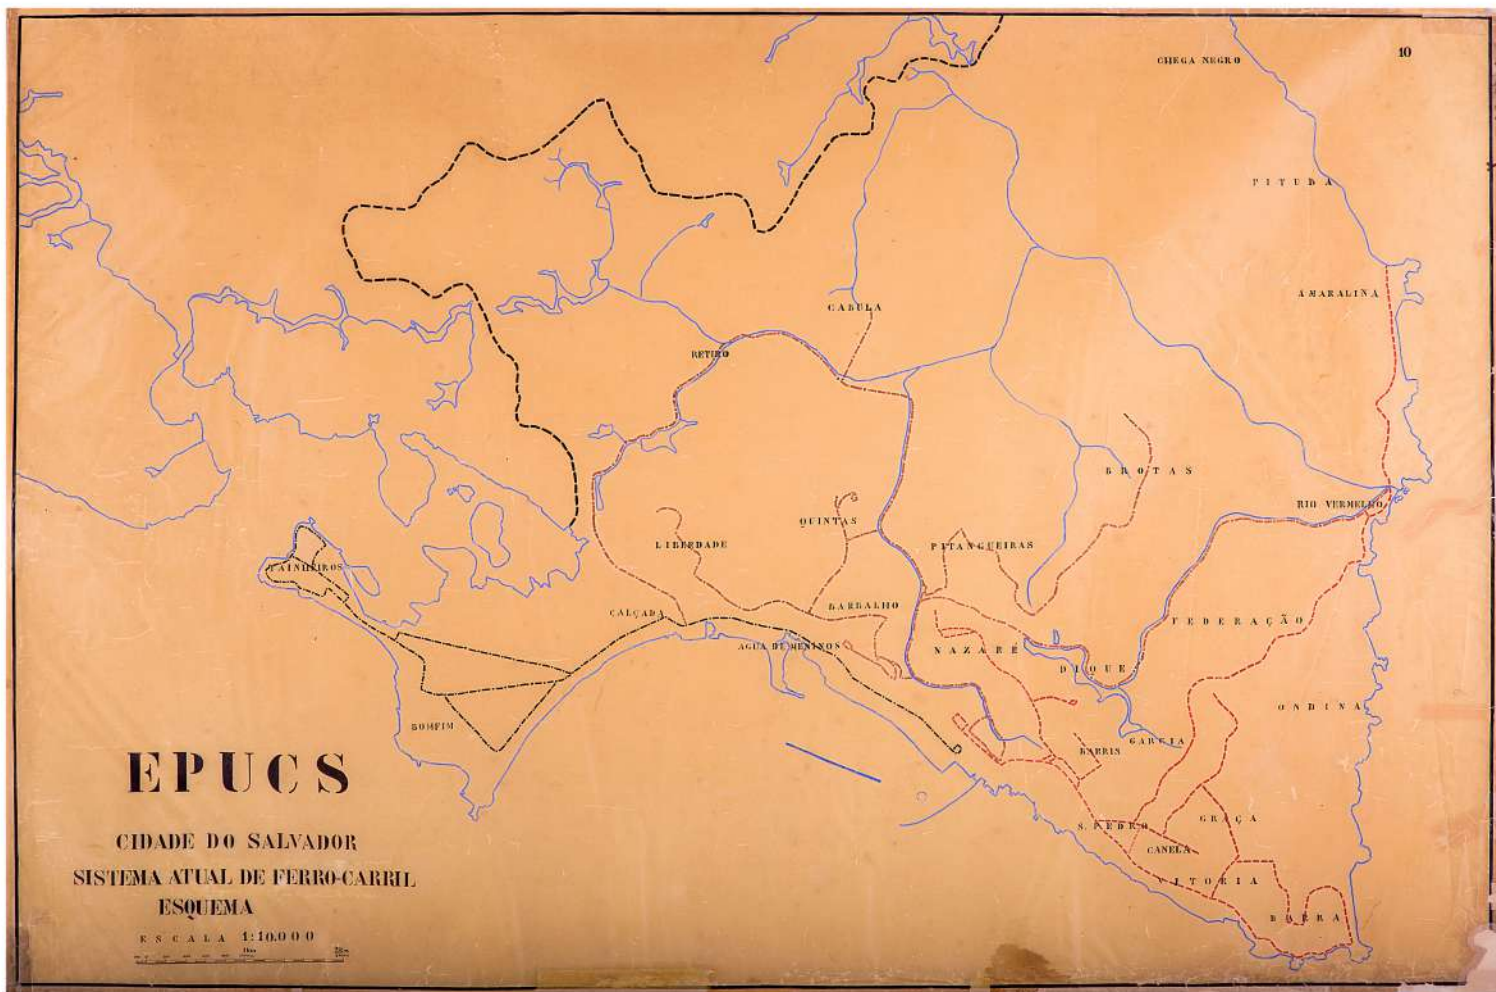 10
CHEGA NEGRO
PITUBA
AMARALINA
CABULA
RETIRO
BROTAS
RIO VERMELHO
QUINTAS
LIBERDADE
PITANGUEIRAS
TAINHEIROS
CALÇADA
BARBALHO
FEDERAÇÃO
AGUA DE MENINOS
NAZARÉ
DIQUE
ONDINA
BOMFIM
GARCIA
BARRIS
S. PEDRO
GRAÇA
CANELA
VITORIA
BARRA
EPUCS
CIDADE DO SALVADOR
SISTEMA ATUAL DE FERRO-CARRIL
ESQUEMA
ESCALA 1:10.000